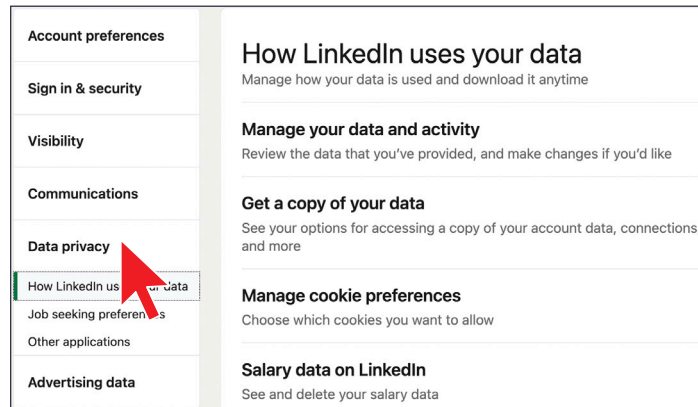 Account preferences
Sign in & security
Visibility
Communications
Data privacy
How LinkedIn us ur data
Job seeking preferen s
Other applications
Advertising data
How LinkedIn uses your data
Manage how your data is used and download it anytime
Manage your data and activity
Review the data that you've provided, and make changes if you'd like
Get a copy of your data
See your options for accessing a copy of your account data, connections
and more
Manage cookie preferences
Choose which cookies you want to allow
Salary data on LinkedIn
See and delete your salary data